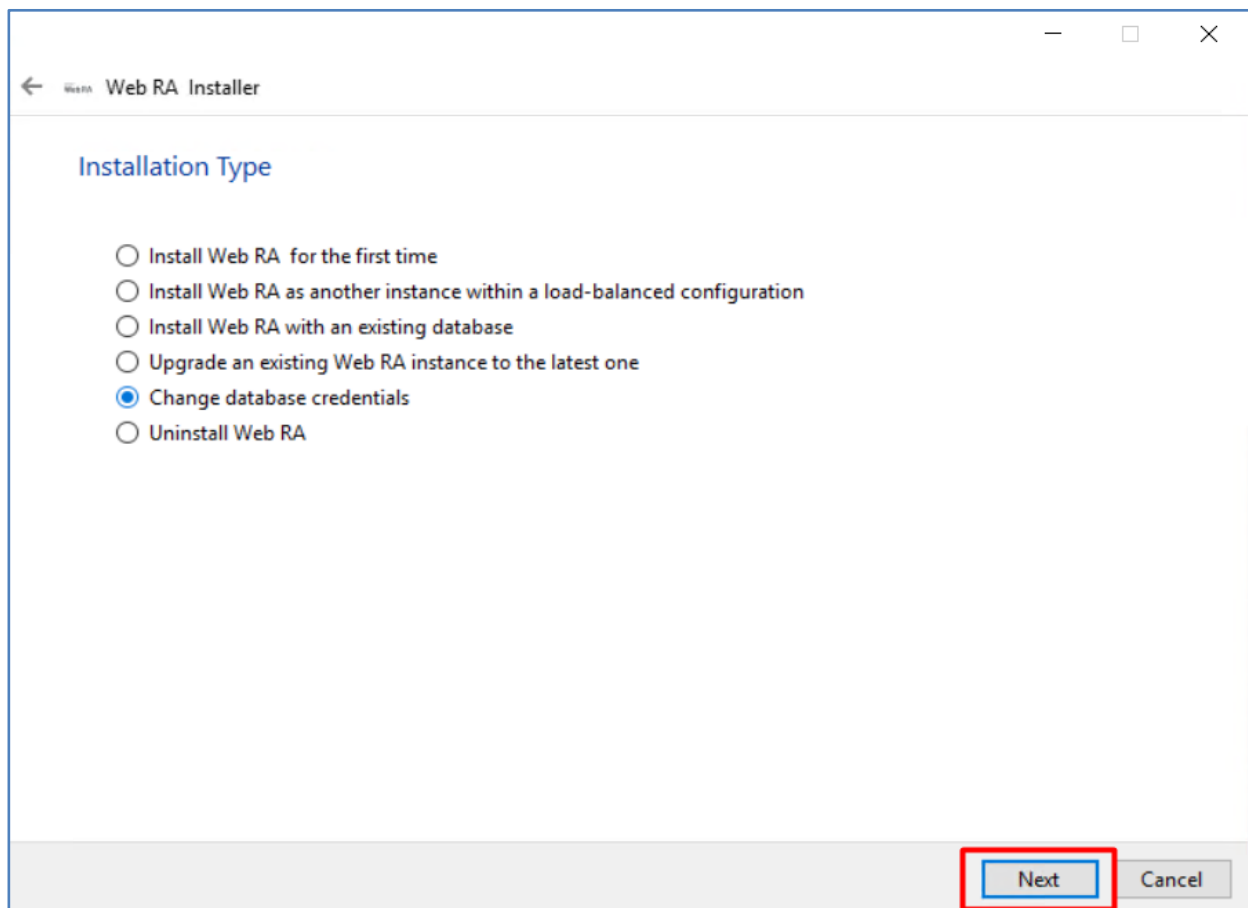 Web RA Installer
Installation Type
Install Web RA for the first time
Install Web RA as another instance within a load-balanced configuration
Install Web RA with an existing database
Upgrade an existing Web RA instance to the latest one
Change database credentials
Uninstall Web RA
Next
Cancel